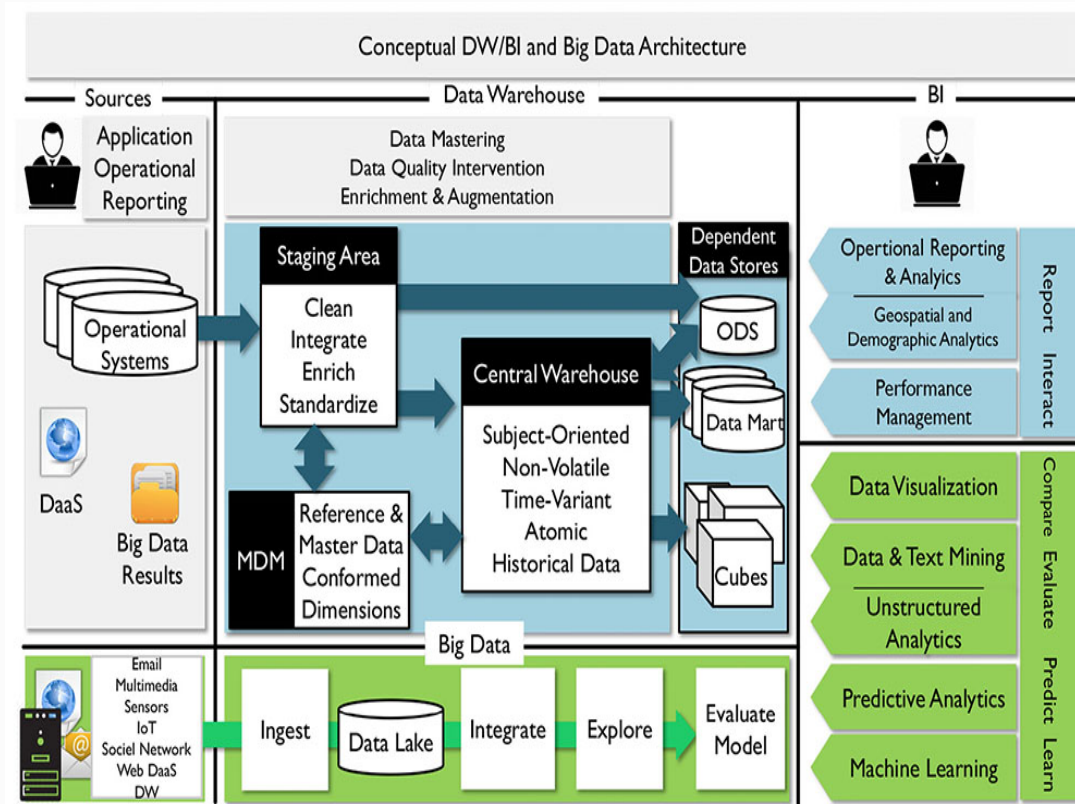 Conceptual DW/BI and Big Data Architecture
Sources
Data Warehouse
BI
Application
Operational
Reporting
Data Mastering
Data Quality Intervention
Enrichment & Augmentation
Operational
Systems
DaaS
Big Data
Results
Staging Area
Clean
Integrate
Enrich
Standardize
MDM
Reference &
Master Data
Conformed
Dimensions
Central Warehouse
Subject-Oriented
Non-Volatile
Time-Variant
Atomic
Historical Data
Dependent
Data Stores
ODS
Data Mart
Cubes
Opertional Reporting
& Analyics
Geospatial and
Demographic Analytics
Performance
Management
Report Interact
Data Visualization
Data & Text Mining
Unstructured
Analytics
Predictive Analytics
Machine Learning
Compare Evaluate Predict Learn
Big Data
Email
Multimedia
Sensors
IoT
Social Network
Web DaaS
DW
@
Ingest
Data Lake
Integrate
Explore
Evaluate
Model